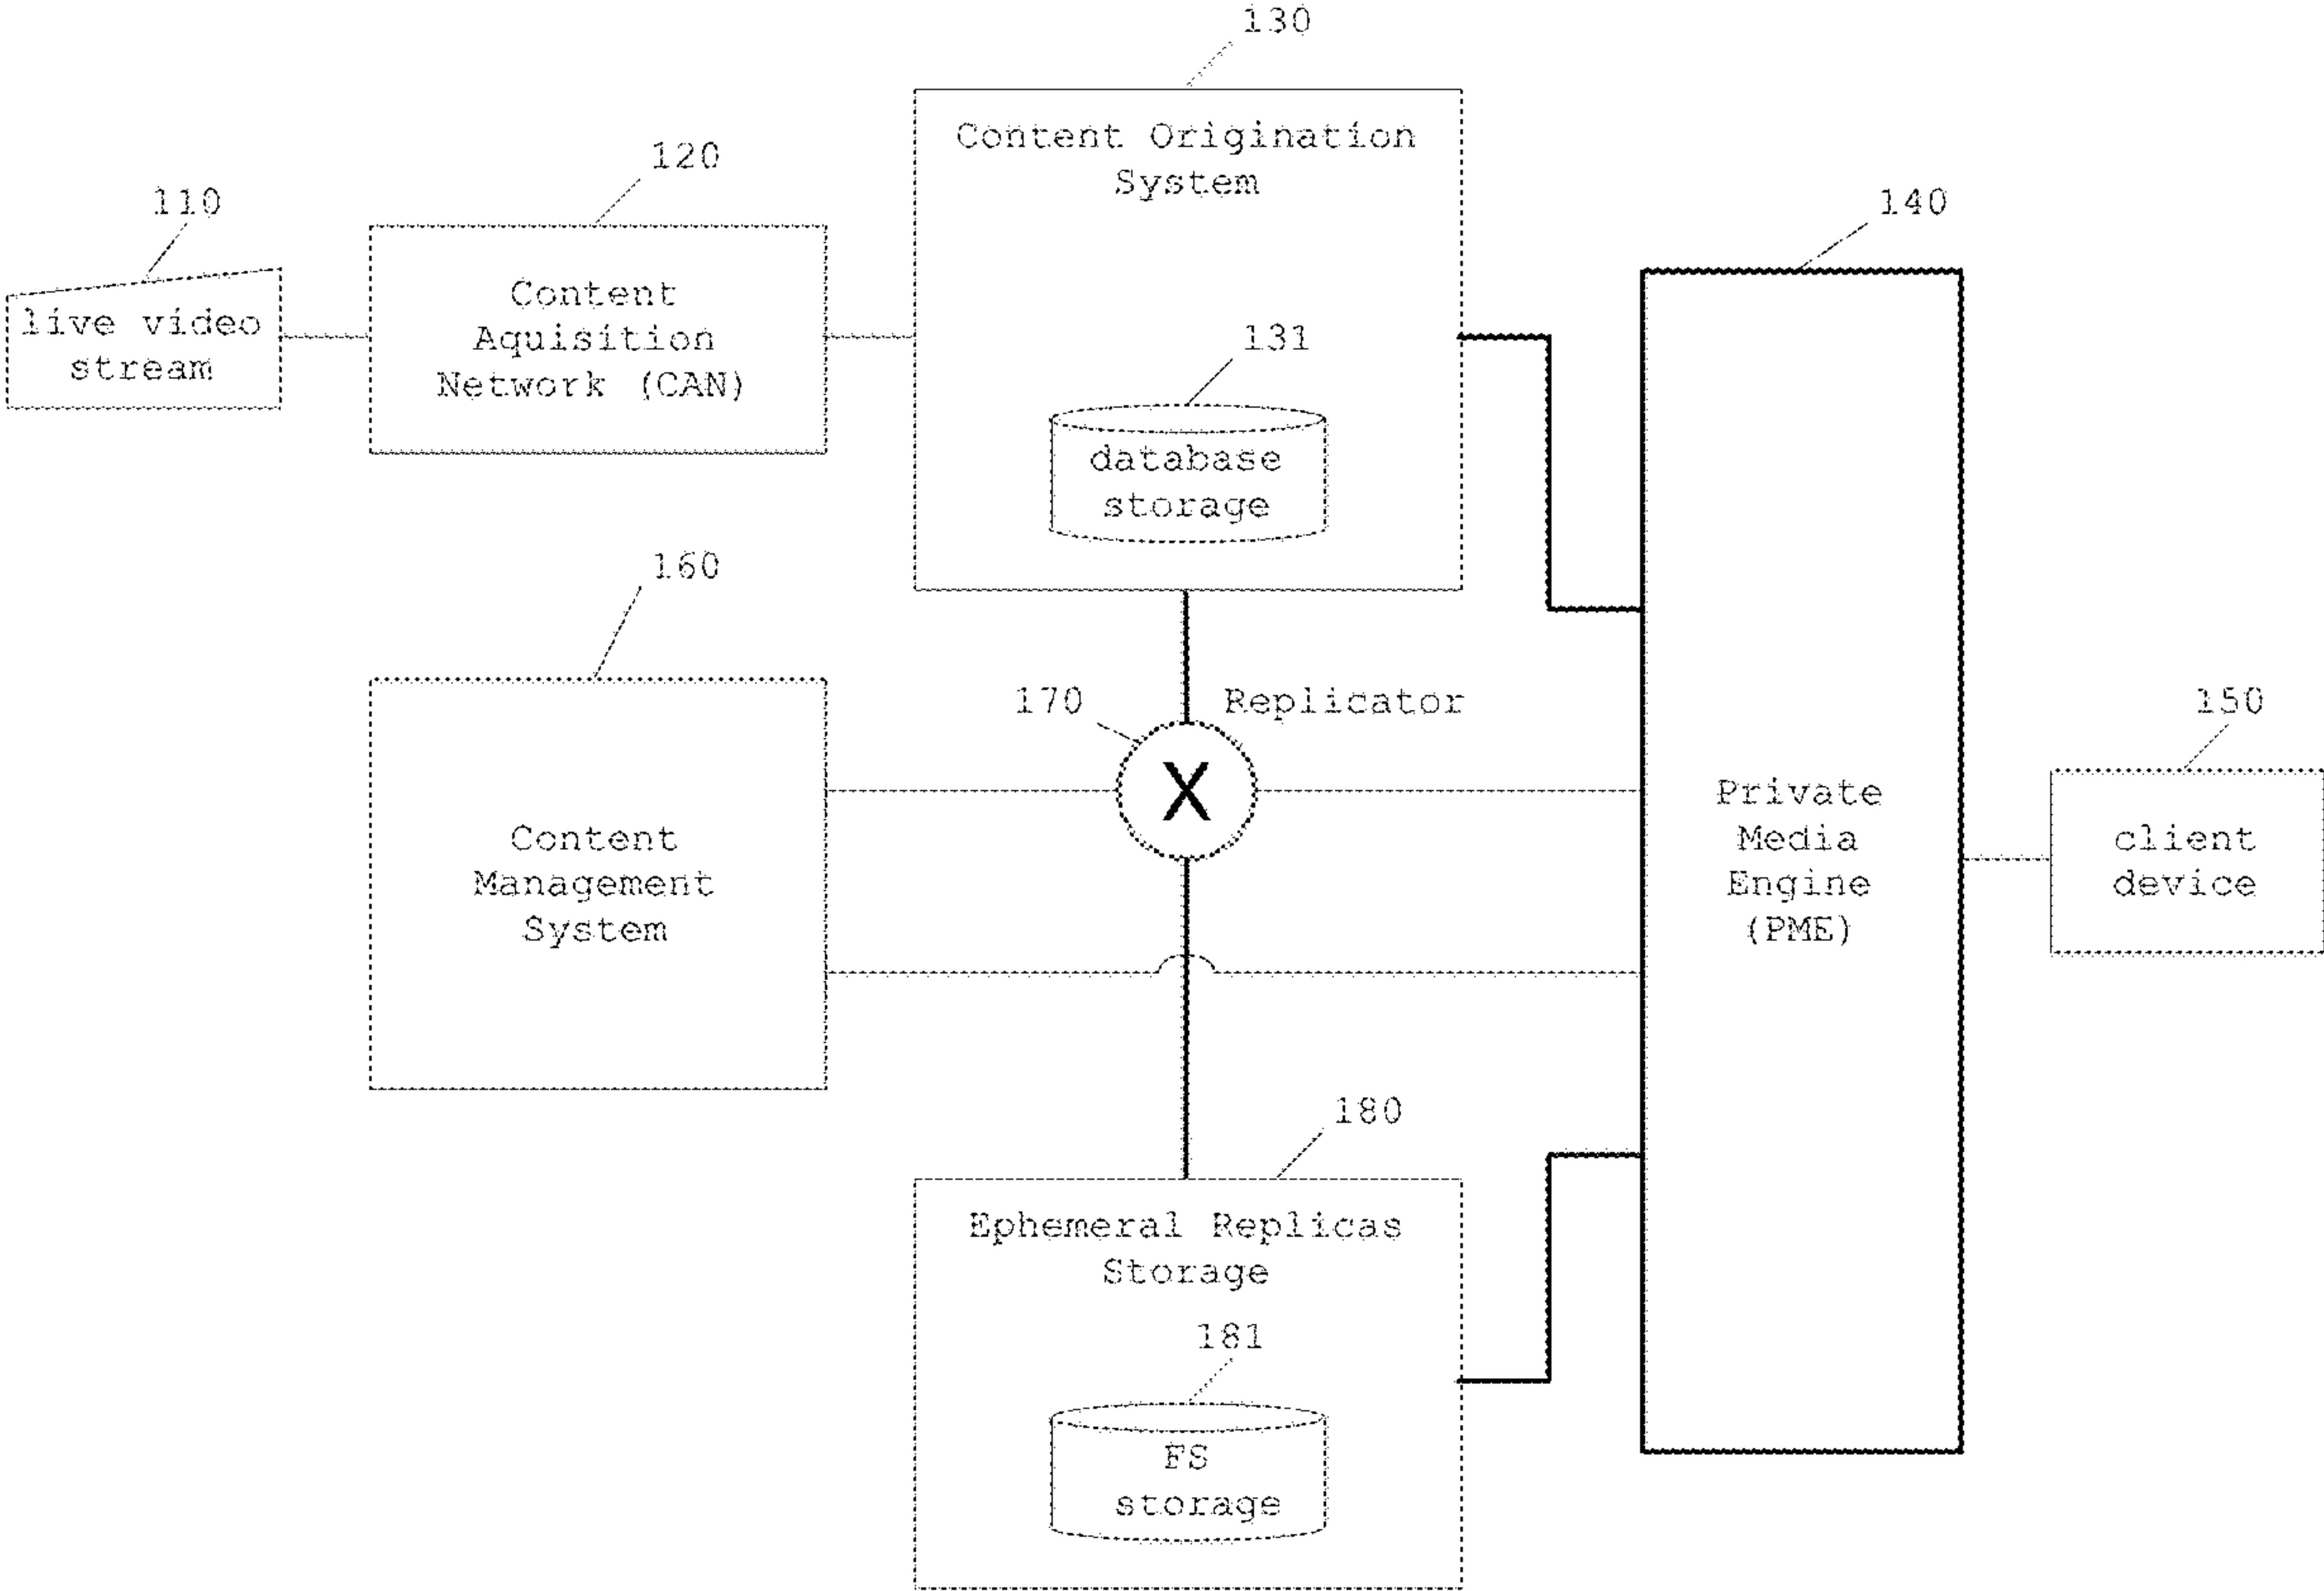 130
Content Origination
System
120
110
140
live video
stream
Content
Aquisition
Network (CAN)
131
database
storage
160
170
Replicator
150
X
Content
Management
System
Private
Media
Engine
(PME)
client
device
180
Ephemeral Replicas
Storage
181
FS
storage